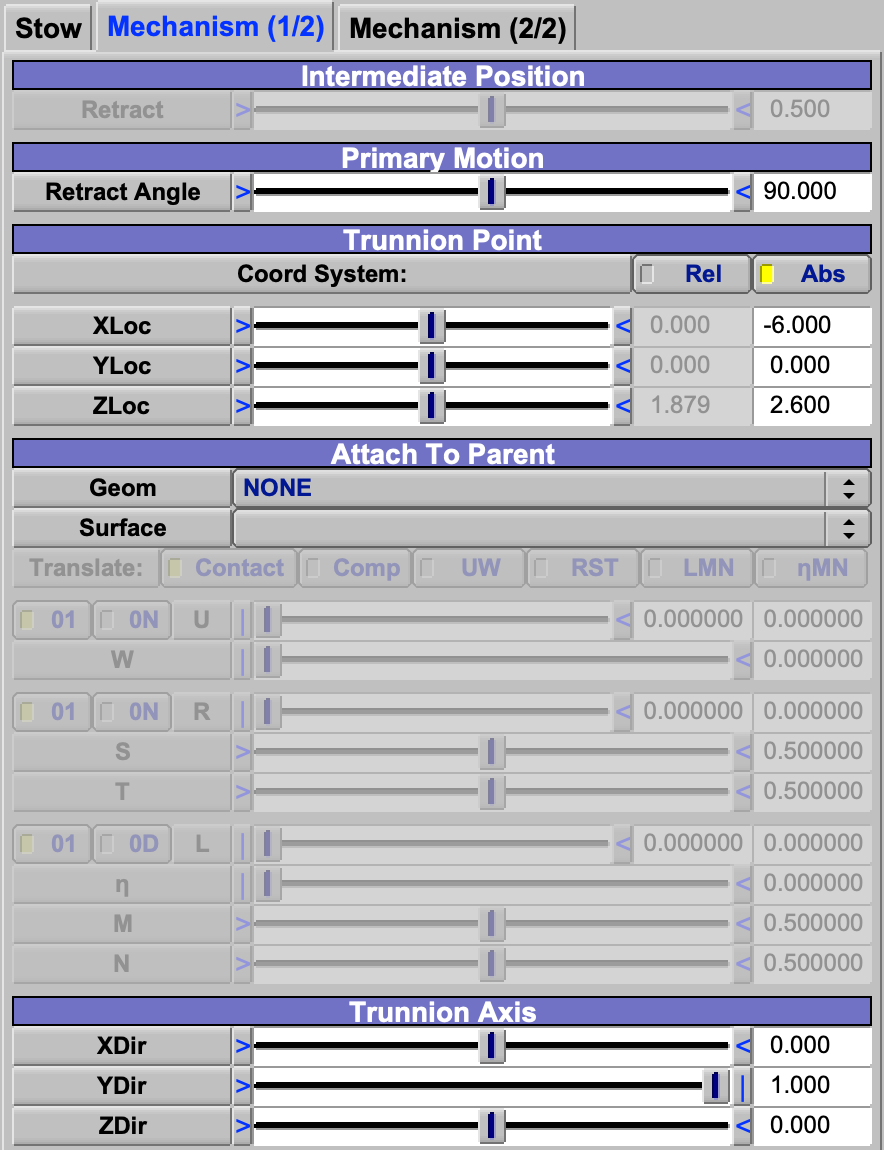 Stow Mechanism (1/2) Mechanism (2/2)
Intermediate Position
Retract > < 0.500
Primary Motion
Retract Angle > < 90.000
Trunnion Point
Coord System: Rel Abs
XLoc > < 0.000 -6.000
YLoc > < 0.000 0.000
ZLoc > < 1.879 2.600
Attach To Parent
Geom NONE
Surface
Translate: Contact Comp UW RST LMN ηMN
01 0N U | < 0.000000 0.000000
W | < 0.000000
01 0N R | < 0.000000 0.000000
S > < 0.500000
T > < 0.500000
01 0D L | < 0.000000 0.000000
η | < 0.000000
M > < 0.500000
N > < 0.500000
Trunnion Axis
XDir > < 0.000
YDir > | 1.000
ZDir > < 0.000